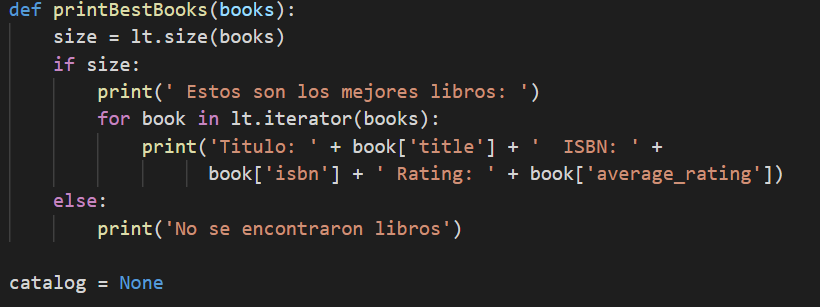 def printBestBooks(books):
    size = lt.size(books)
    if size:
        print(' Estos son los mejores libros: ')
        for book in lt.iterator(books):
            print('Titulo: ' + book['title'] + '  ISBN: ' +
                  book['isbn'] + ' Rating: ' + book['average_rating'])
    else:
        print('No se encontraron libros')

catalog = None